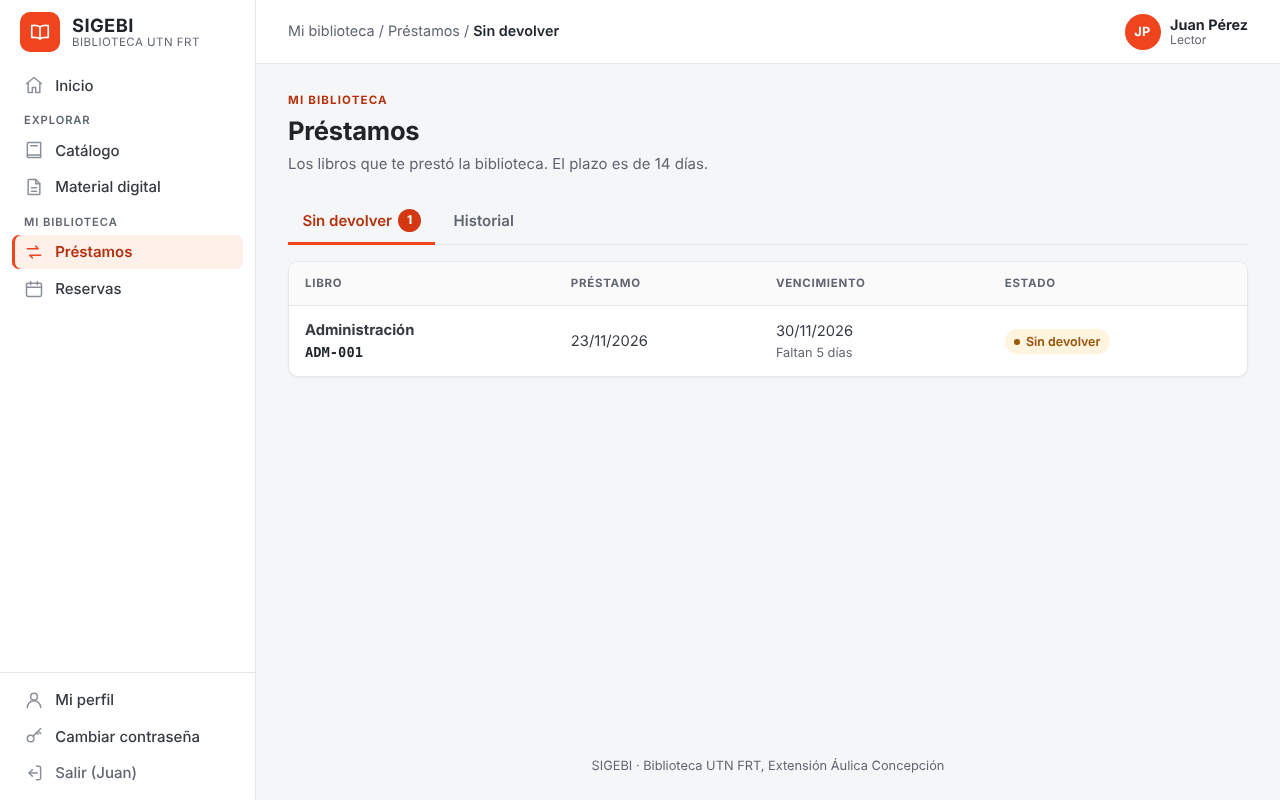 SIGEBI
BIBLIOTECA UTN FRT
Inicio
EXPLORAR
Catálogo
Material digital
MI BIBLIOTECA
Préstamos
Reservas
Mi perfil
Cambiar contraseña
Salir (Juan)
Mi biblioteca / Préstamos / Sin devolver
JP
Juan Pérez
Lector
MI BIBLIOTECA
Préstamos
Los libros que te prestó la biblioteca. El plazo es de 14 días.
Sin devolver 1 Historial
LIBRO PRÉSTAMO VENCIMIENTO ESTADO
Administración
ADM-001
23/11/2026
30/11/2026
Faltan 5 días
Sin devolver
SIGEBI · Biblioteca UTN FRT, Extensión Áulica Concepción